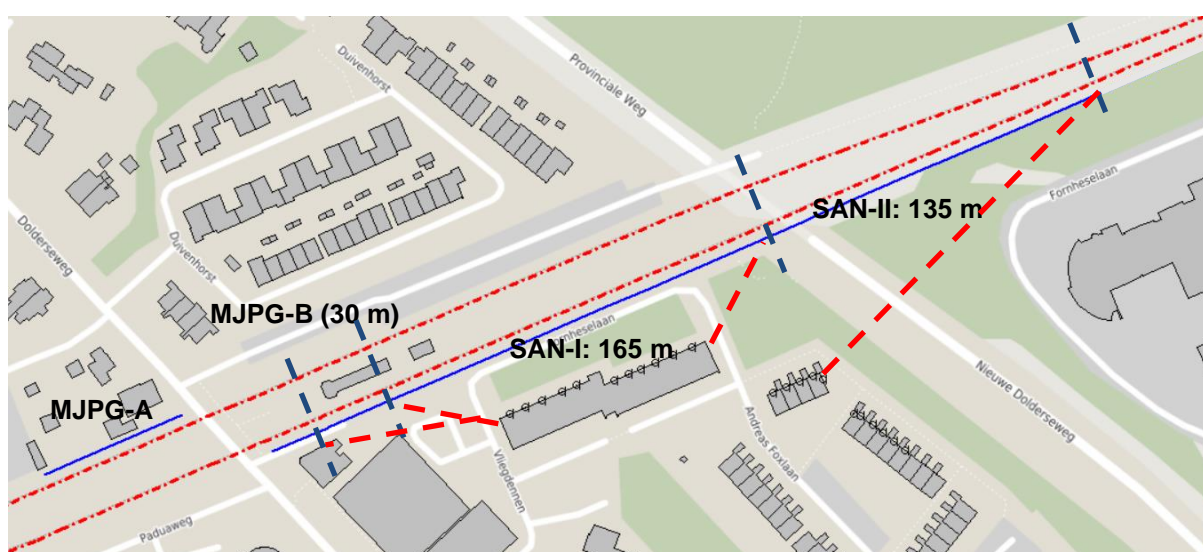 Duivenhorst
Provinciale Weg
Fornheselaan
Dolderseweg
SAN-II: 135 m
Duivenhorst
MJPG-B (30 m)
Fornheselaan
SAN-I: 165 m
MJPG-A
Nieuwe Dolderseweg
Andreas Foxlaan
Vliegdennen
Paduaweg